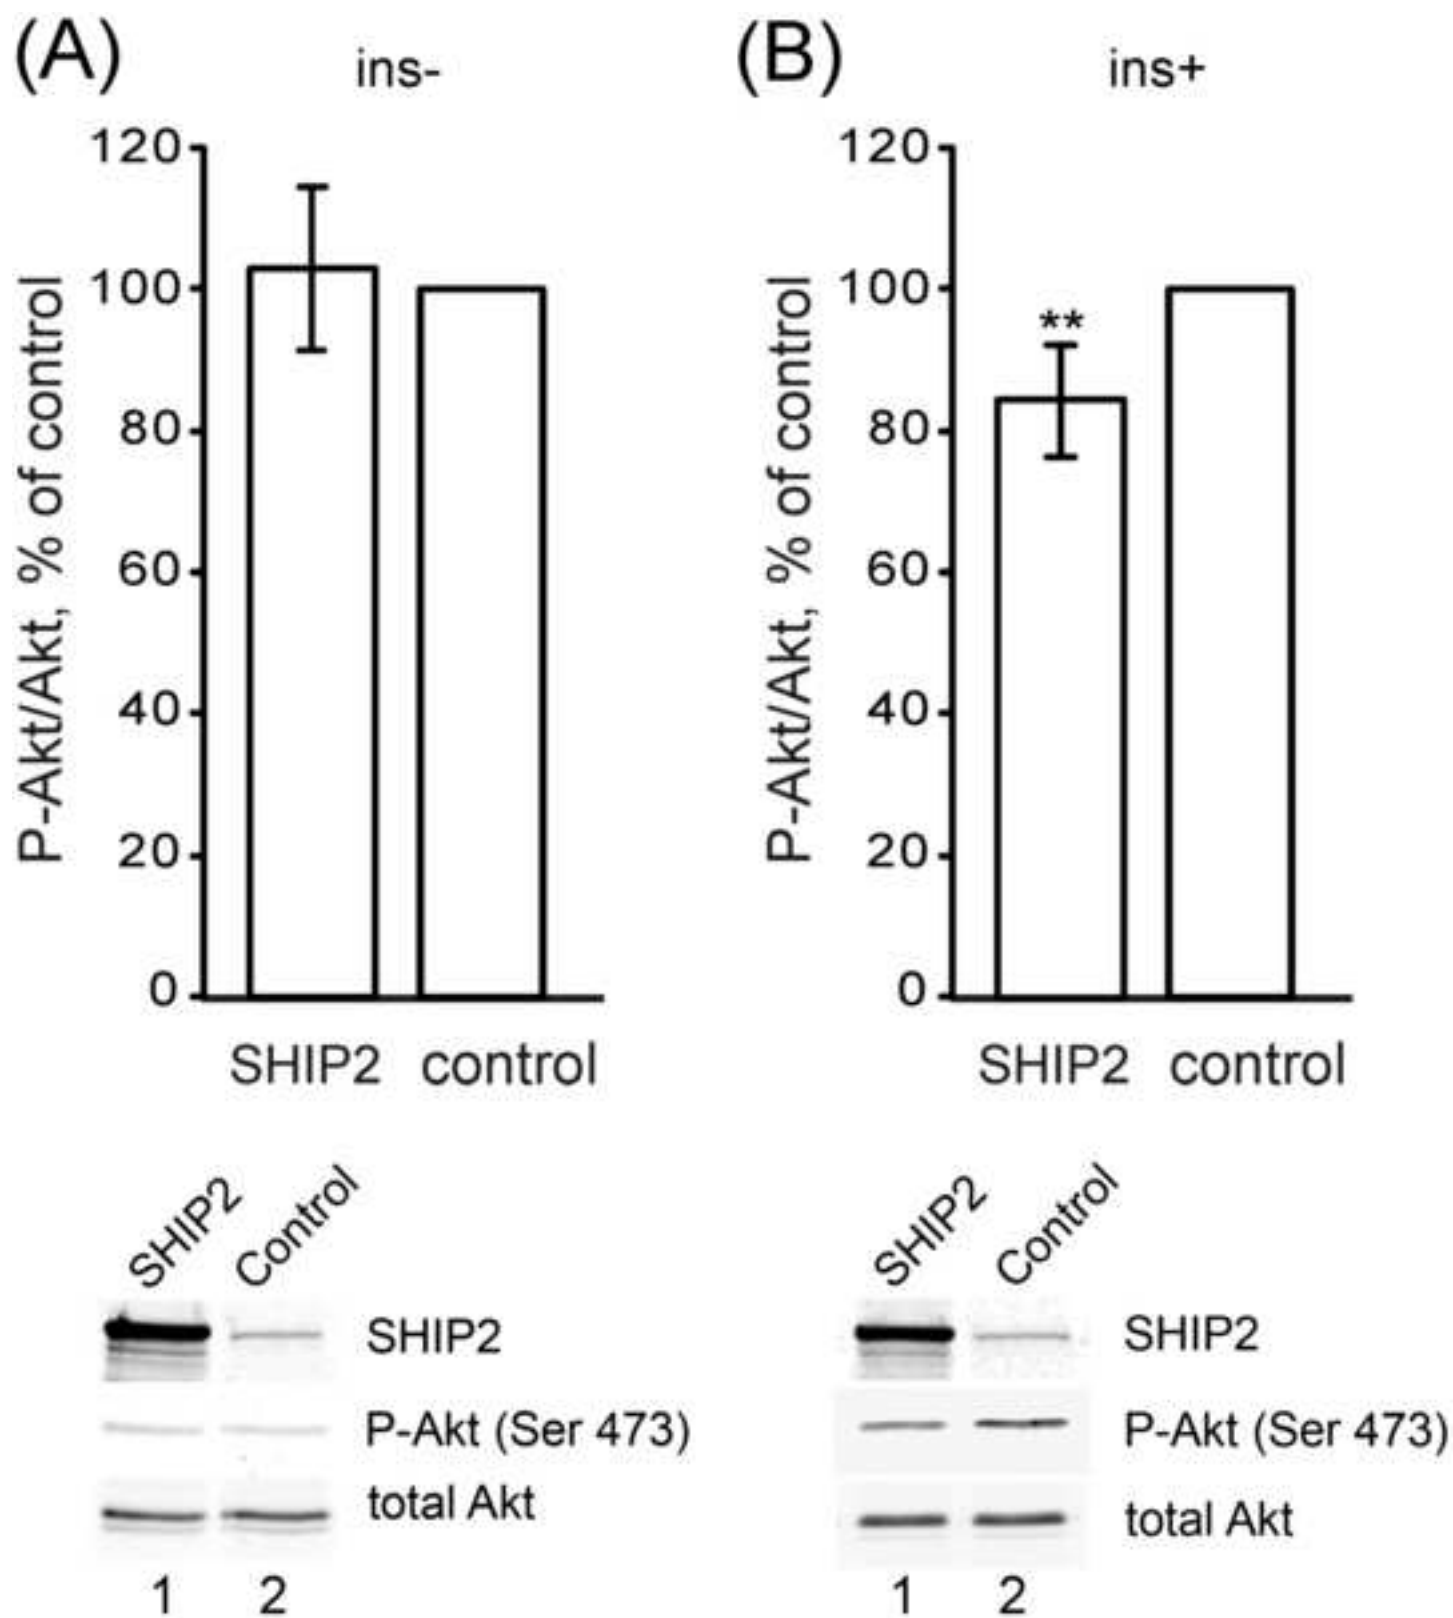 (A)
ins-
120
100
80
60
40
20
0
P-Akt/Akt, % of control
SHIP2 control
SHIP2
Control
SHIP2
P-Akt (Ser 473)
total Akt
1 2
(B)
ins+
120
100
80
60
40
20
0
P-Akt/Akt, % of control
**
SHIP2 control
SHIP2
Control
SHIP2
P-Akt (Ser 473)
total Akt
1 2